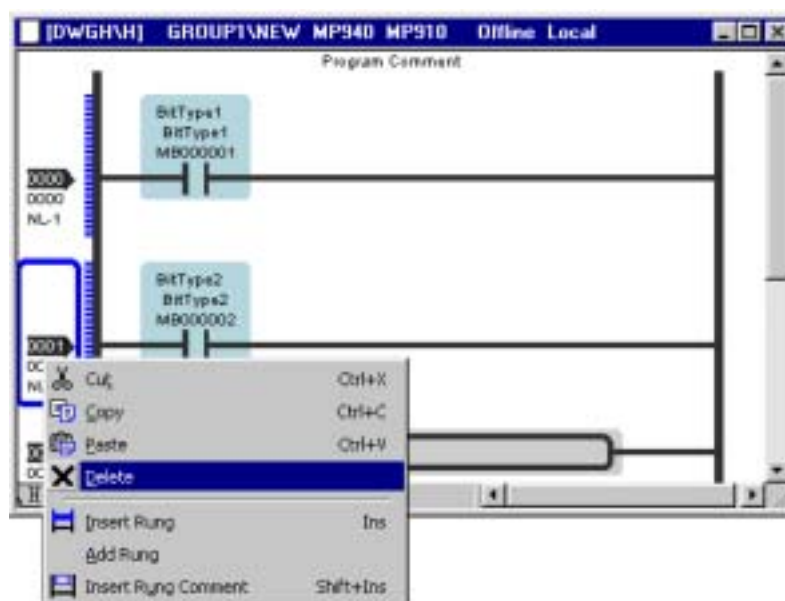 [DWGH\H] GROUP1\NEW MP940 MP910 Offline Local
Program Comment
BitType1
BitType1
MB000001
0000
0000
NL-1
BitType2
BitType2
MB000002
0001
Cut Ctrl+X
Copy Ctrl+C
Paste Ctrl+V
Delete
Insert Rung Ins
Add Rung
Insert Rung Comment Shift+Ins